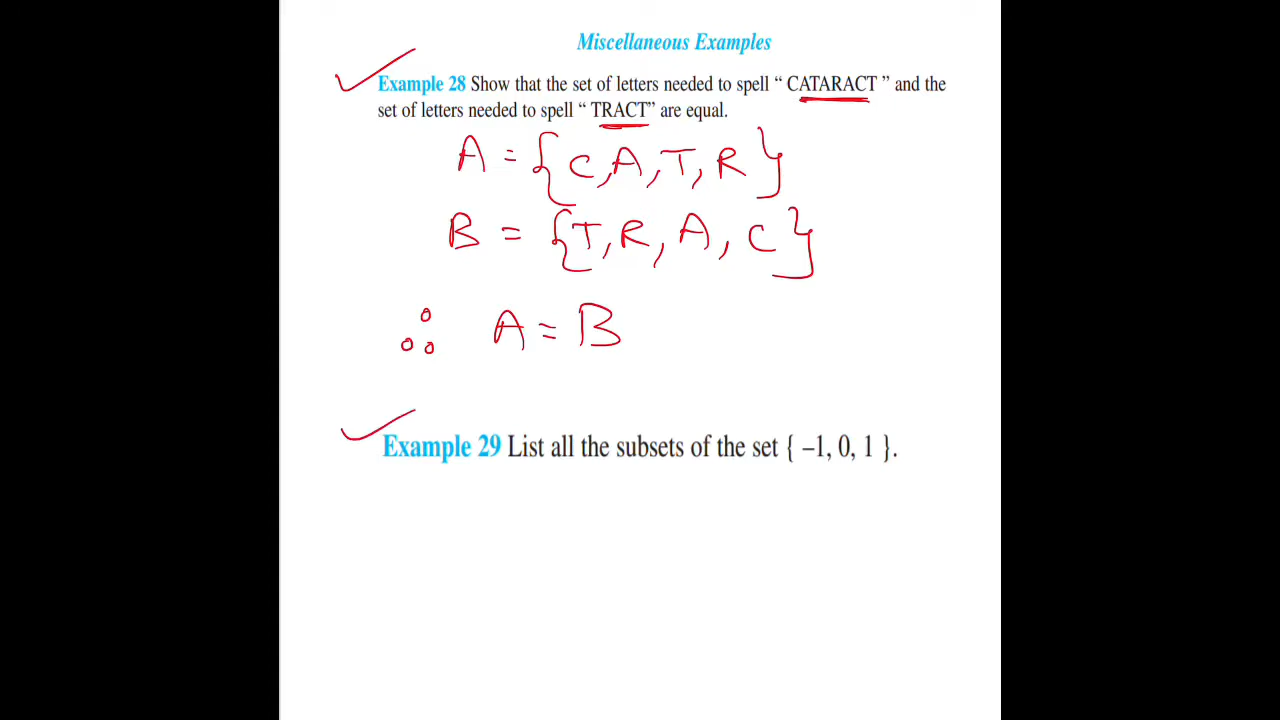 Miscellaneous Examples
Example 28 Show that the set of letters needed to spell “ CATARACT ” and the
set of letters needed to spell “ TRACT” are equal.
A = {C, A, T, R}
B = {T, R, A, C}
∴ A = B
Example 29 List all the subsets of the set { –1, 0, 1 }.